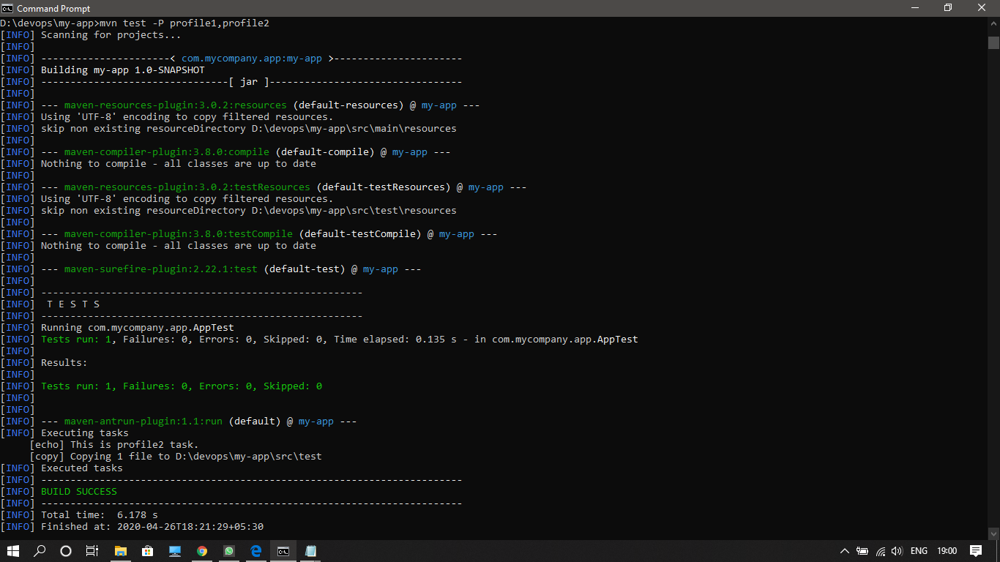 Command Prompt
D:\devops\my-app>mvn test -P profile1,profile2
[INFO] Scanning for projects...
[INFO]
[INFO] ----------------------< com.mycompany.app:my-app >----------------------
[INFO] Building my-app 1.0-SNAPSHOT
[INFO] --------------------------------[ jar ]---------------------------------
[INFO]
[INFO] --- maven-resources-plugin:3.0.2:resources (default-resources) @ my-app ---
[INFO] Using 'UTF-8' encoding to copy filtered resources.
[INFO] skip non existing resourceDirectory D:\devops\my-app\src\main\resources
[INFO]
[INFO] --- maven-compiler-plugin:3.8.0:compile (default-compile) @ my-app ---
[INFO] Nothing to compile - all classes are up to date
[INFO]
[INFO] --- maven-resources-plugin:3.0.2:testResources (default-testResources) @ my-app ---
[INFO] Using 'UTF-8' encoding to copy filtered resources.
[INFO] skip non existing resourceDirectory D:\devops\my-app\src\test\resources
[INFO]
[INFO] --- maven-compiler-plugin:3.8.0:testCompile (default-testCompile) @ my-app ---
[INFO] Nothing to compile - all classes are up to date
[INFO]
[INFO] --- maven-surefire-plugin:2.22.1:test (default-test) @ my-app ---
[INFO]
[INFO] -------------------------------------------------------
[INFO]  T E S T S
[INFO] -------------------------------------------------------
[INFO] Running com.mycompany.app.AppTest
[INFO] Tests run: 1, Failures: 0, Errors: 0, Skipped: 0, Time elapsed: 0.135 s - in com.mycompany.app.AppTest
[INFO]
[INFO] Results:
[INFO]
[INFO] Tests run: 1, Failures: 0, Errors: 0, Skipped: 0
[INFO]
[INFO]
[INFO] --- maven-antrun-plugin:1.1:run (default) @ my-app ---
[INFO] Executing tasks
     [echo] This is profile2 task.
     [copy] Copying 1 file to D:\devops\my-app\src\test
[INFO] Executed tasks
[INFO] ------------------------------------------------------------------------
[INFO] BUILD SUCCESS
[INFO] ------------------------------------------------------------------------
[INFO] Total time:  6.178 s
[INFO] Finished at: 2020-04-26T18:21:29+05:30
ENG 19:00